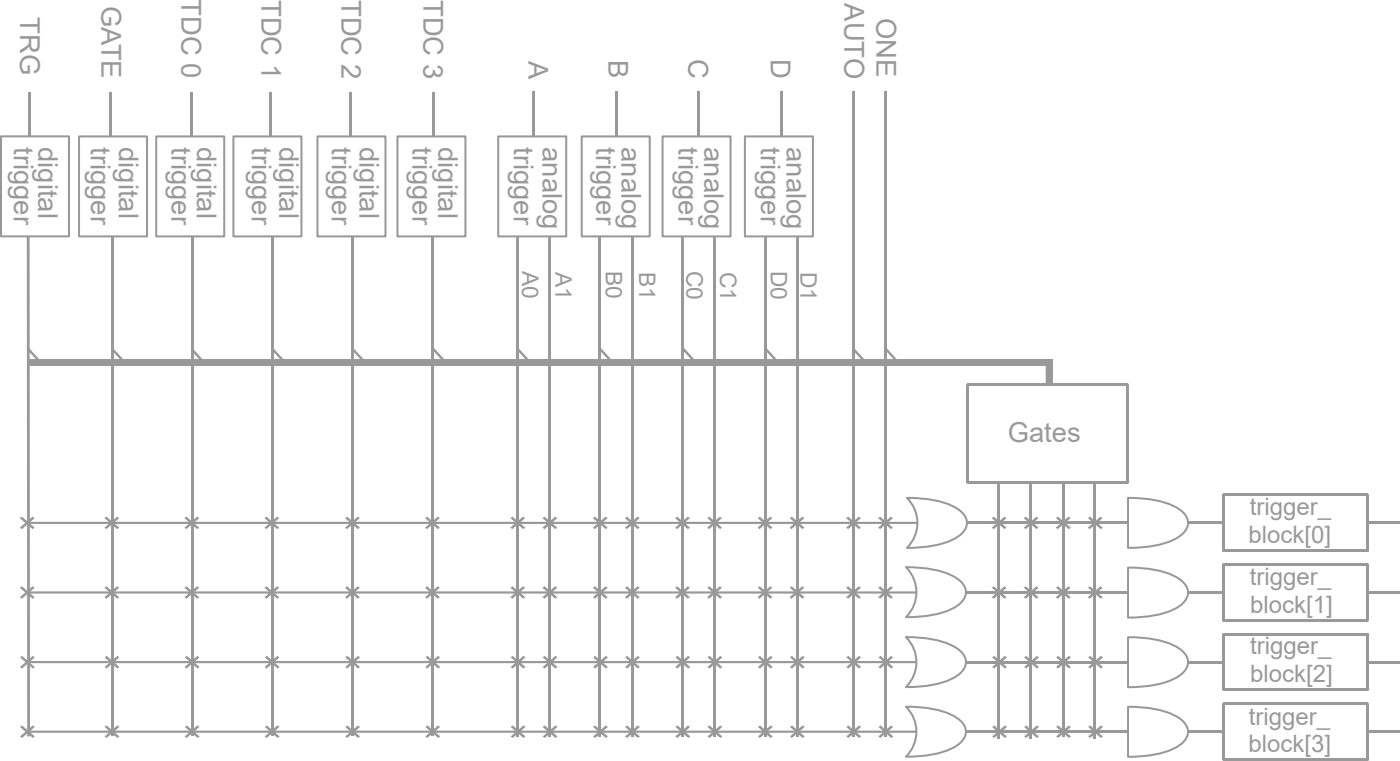 TRG
GATE
TDC 0
TDC 1
TDC 2
TDC 3
A
B
C
D
AUTO
ONE
digital
trigger
digital
trigger
digital
trigger
digital
trigger
digital
trigger
digital
trigger
analog
trigger
analog
trigger
analog
trigger
analog
trigger
A0
A1
B0
B1
C0
C1
D0
D1
Gates
trigger_
block[0]
trigger_
block[1]
trigger_
block[2]
trigger_
block[3]